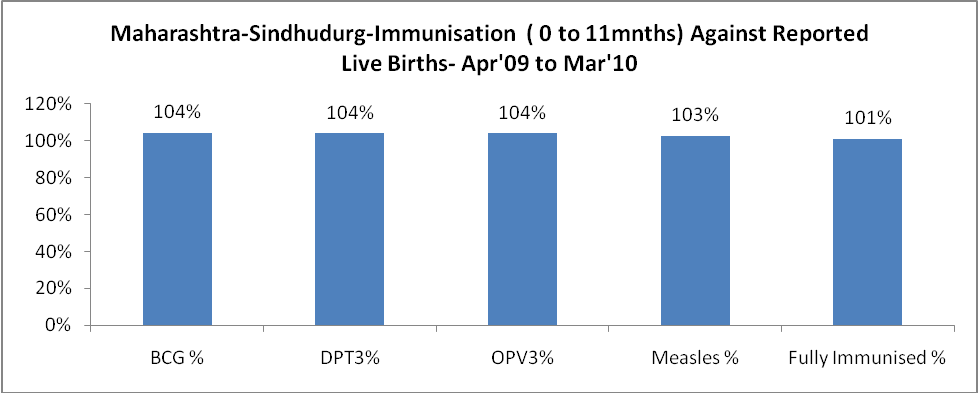 Maharashtra-Sindhudurg-Immunisation ( 0 to 11mnths) Against Reported
Live Births- Apr'09 to Mar'10
120%
100%
80%
60%
40%
20%
0%
104%
104%
104%
103%
101%
BCG %
DPT3%
OPV3%
Measles %
Fully Immunised %